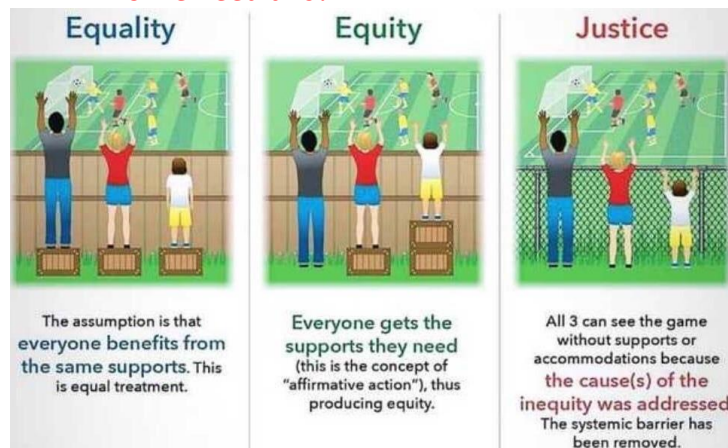 Equality
The assumption is that
everyone benefits from
the same supports. This
is equal treatment.
Equity
Everyone gets the
supports they need
(this is the concept of
"affirmative action"), thus
producing equity.
Justice
All 3 can see the game
without supports or
accommodations because
the cause(s) of the
inequity was addressed
The systemic barrier has
been removed.